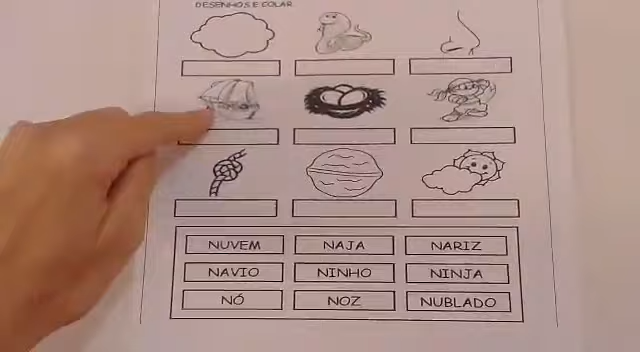 DESENHOS E COLAR
NUVEM NAJA NARIZ
NAVIO NINHO NINJA
NÓ NOZ NUBLADO